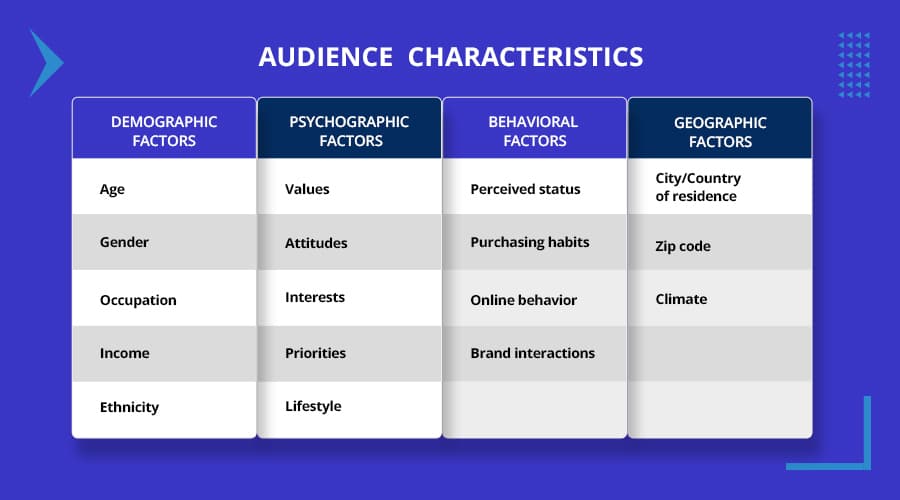 AUDIENCE CHARACTERISTICS
DEMOGRAPHIC
FACTORS
PSYCHOGRAPHIC
FACTORS
BEHAVIORAL
FACTORS
GEOGRAPHIC
FACTORS
Age
Values
Perceived status
City/Country
of residence
Gender
Attitudes
Purchasing habits
Zip code
Occupation
Interests
Online behavior
Climate
Income
Priorities
Brand interactions
Ethnicity
Lifestyle